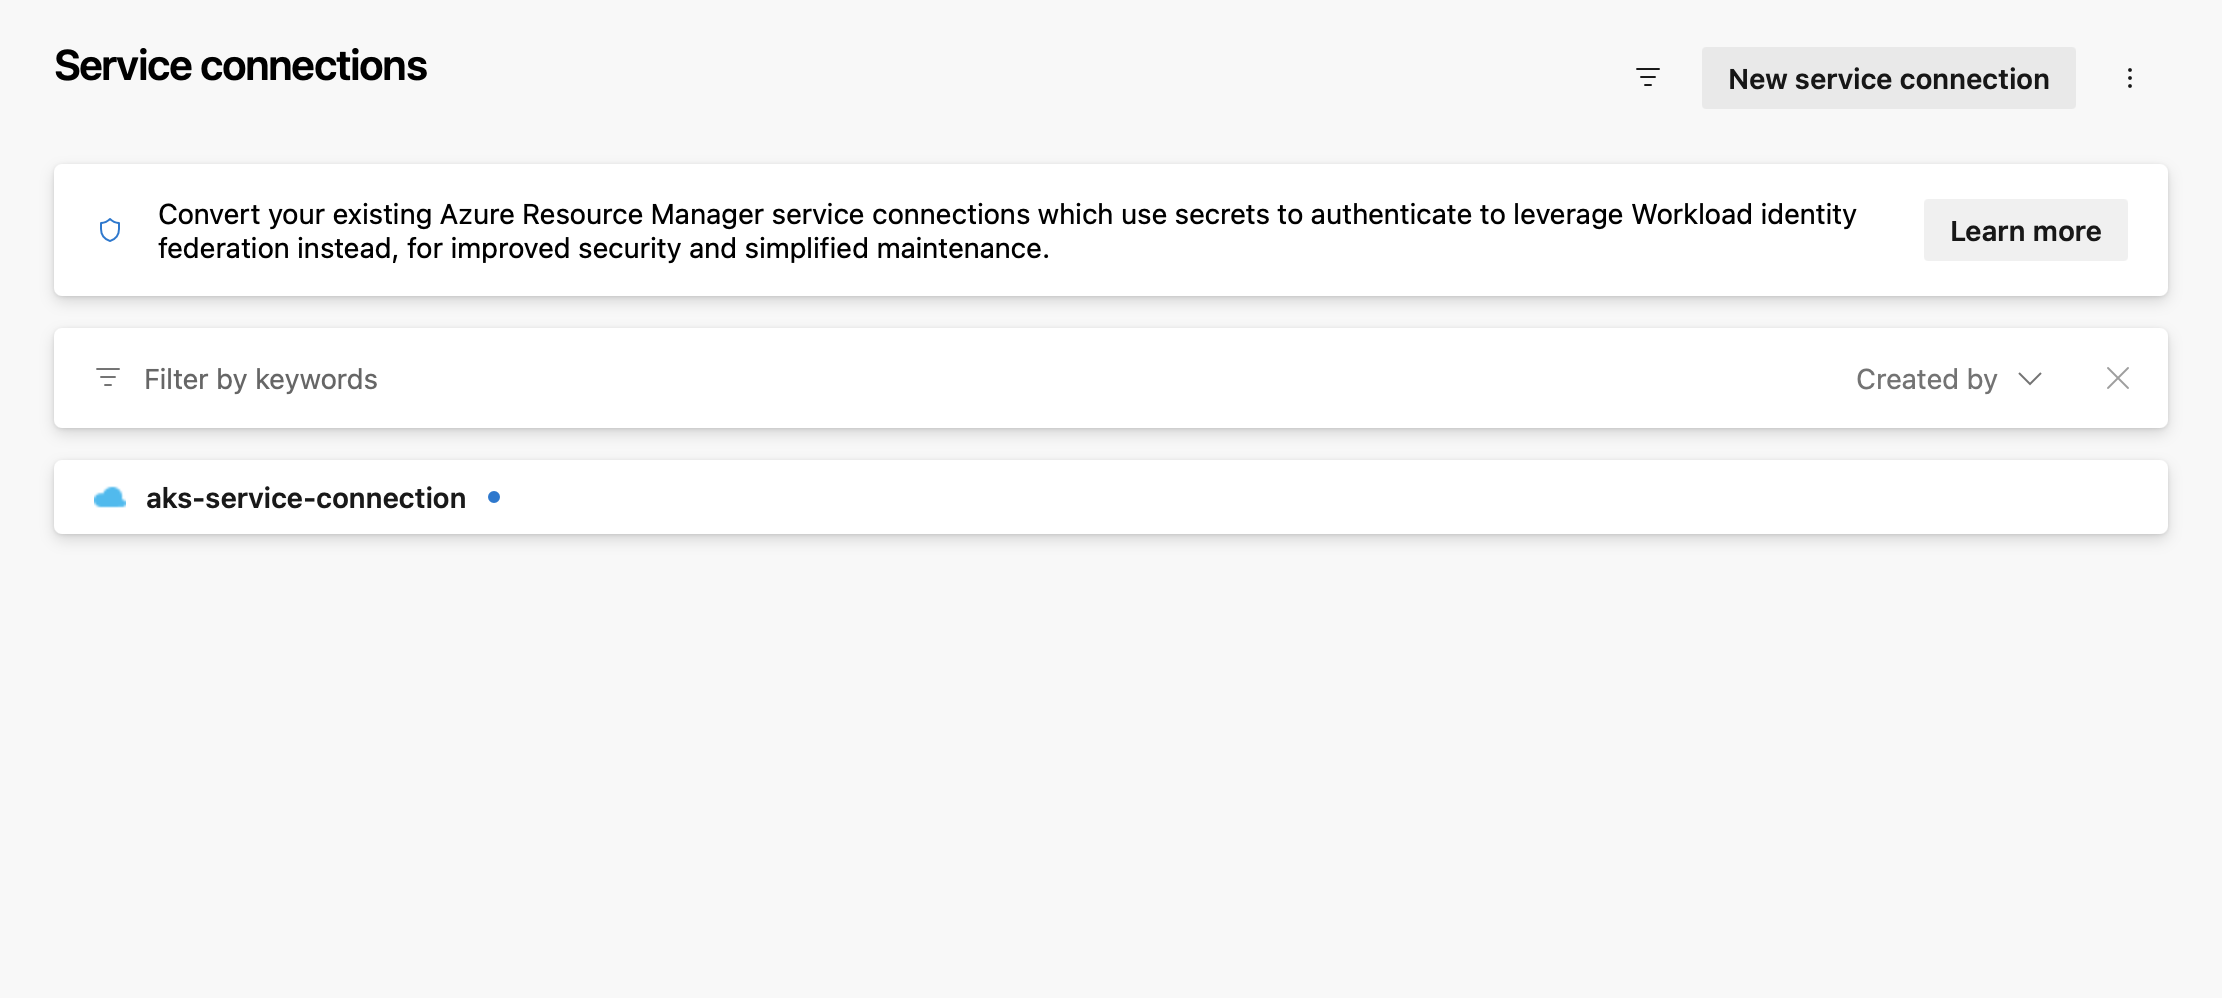 Service connections
New service connection
Convert your existing Azure Resource Manager service connections which use secrets to authenticate to leverage Workload identity
federation instead, for improved security and simplified maintenance.
Learn more
Filter by keywords
Created by
aks-service-connection